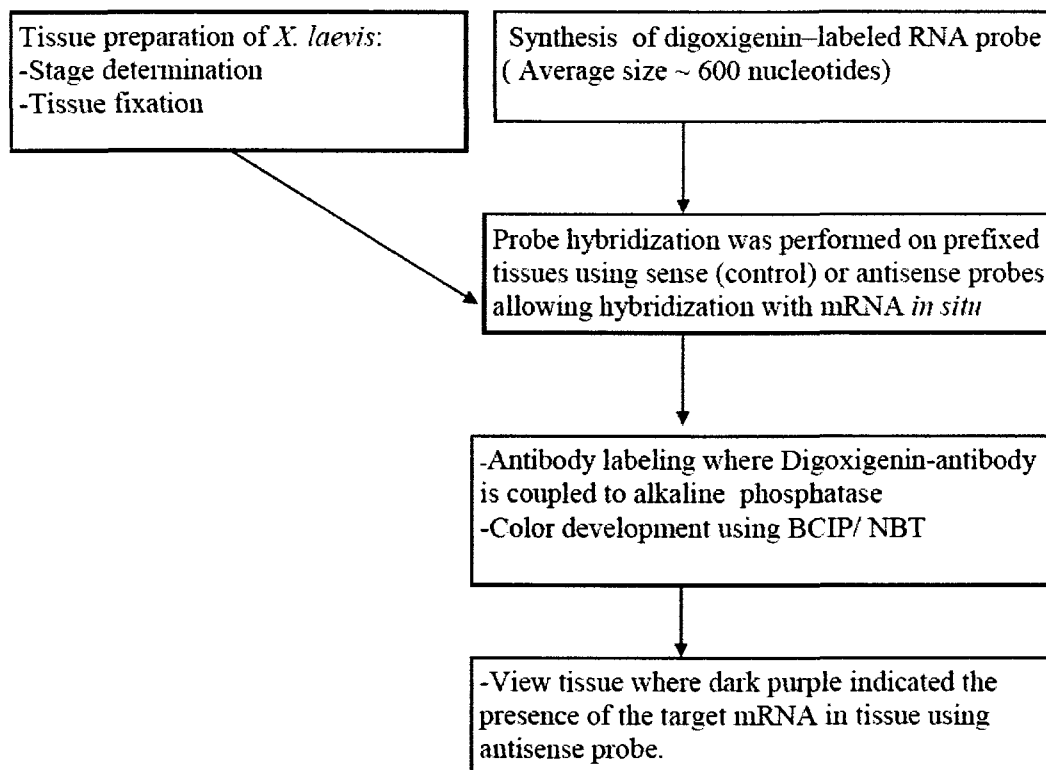 Tissue preparation of X. laevis:
-Stage determination
-Tissue fixation
Synthesis of digoxigenin–labeled RNA probe
( Average size ~ 600 nucleotides)
Probe hybridization was performed on prefixed
tissues using sense (control) or antisense probes
allowing hybridization with mRNA in situ
-Antibody labeling where Digoxigenin-antibody
is coupled to alkaline phosphatase
-Color development using BCIP/ NBT
-View tissue where dark purple indicated the
presence of the target mRNA in tissue using
antisense probe.